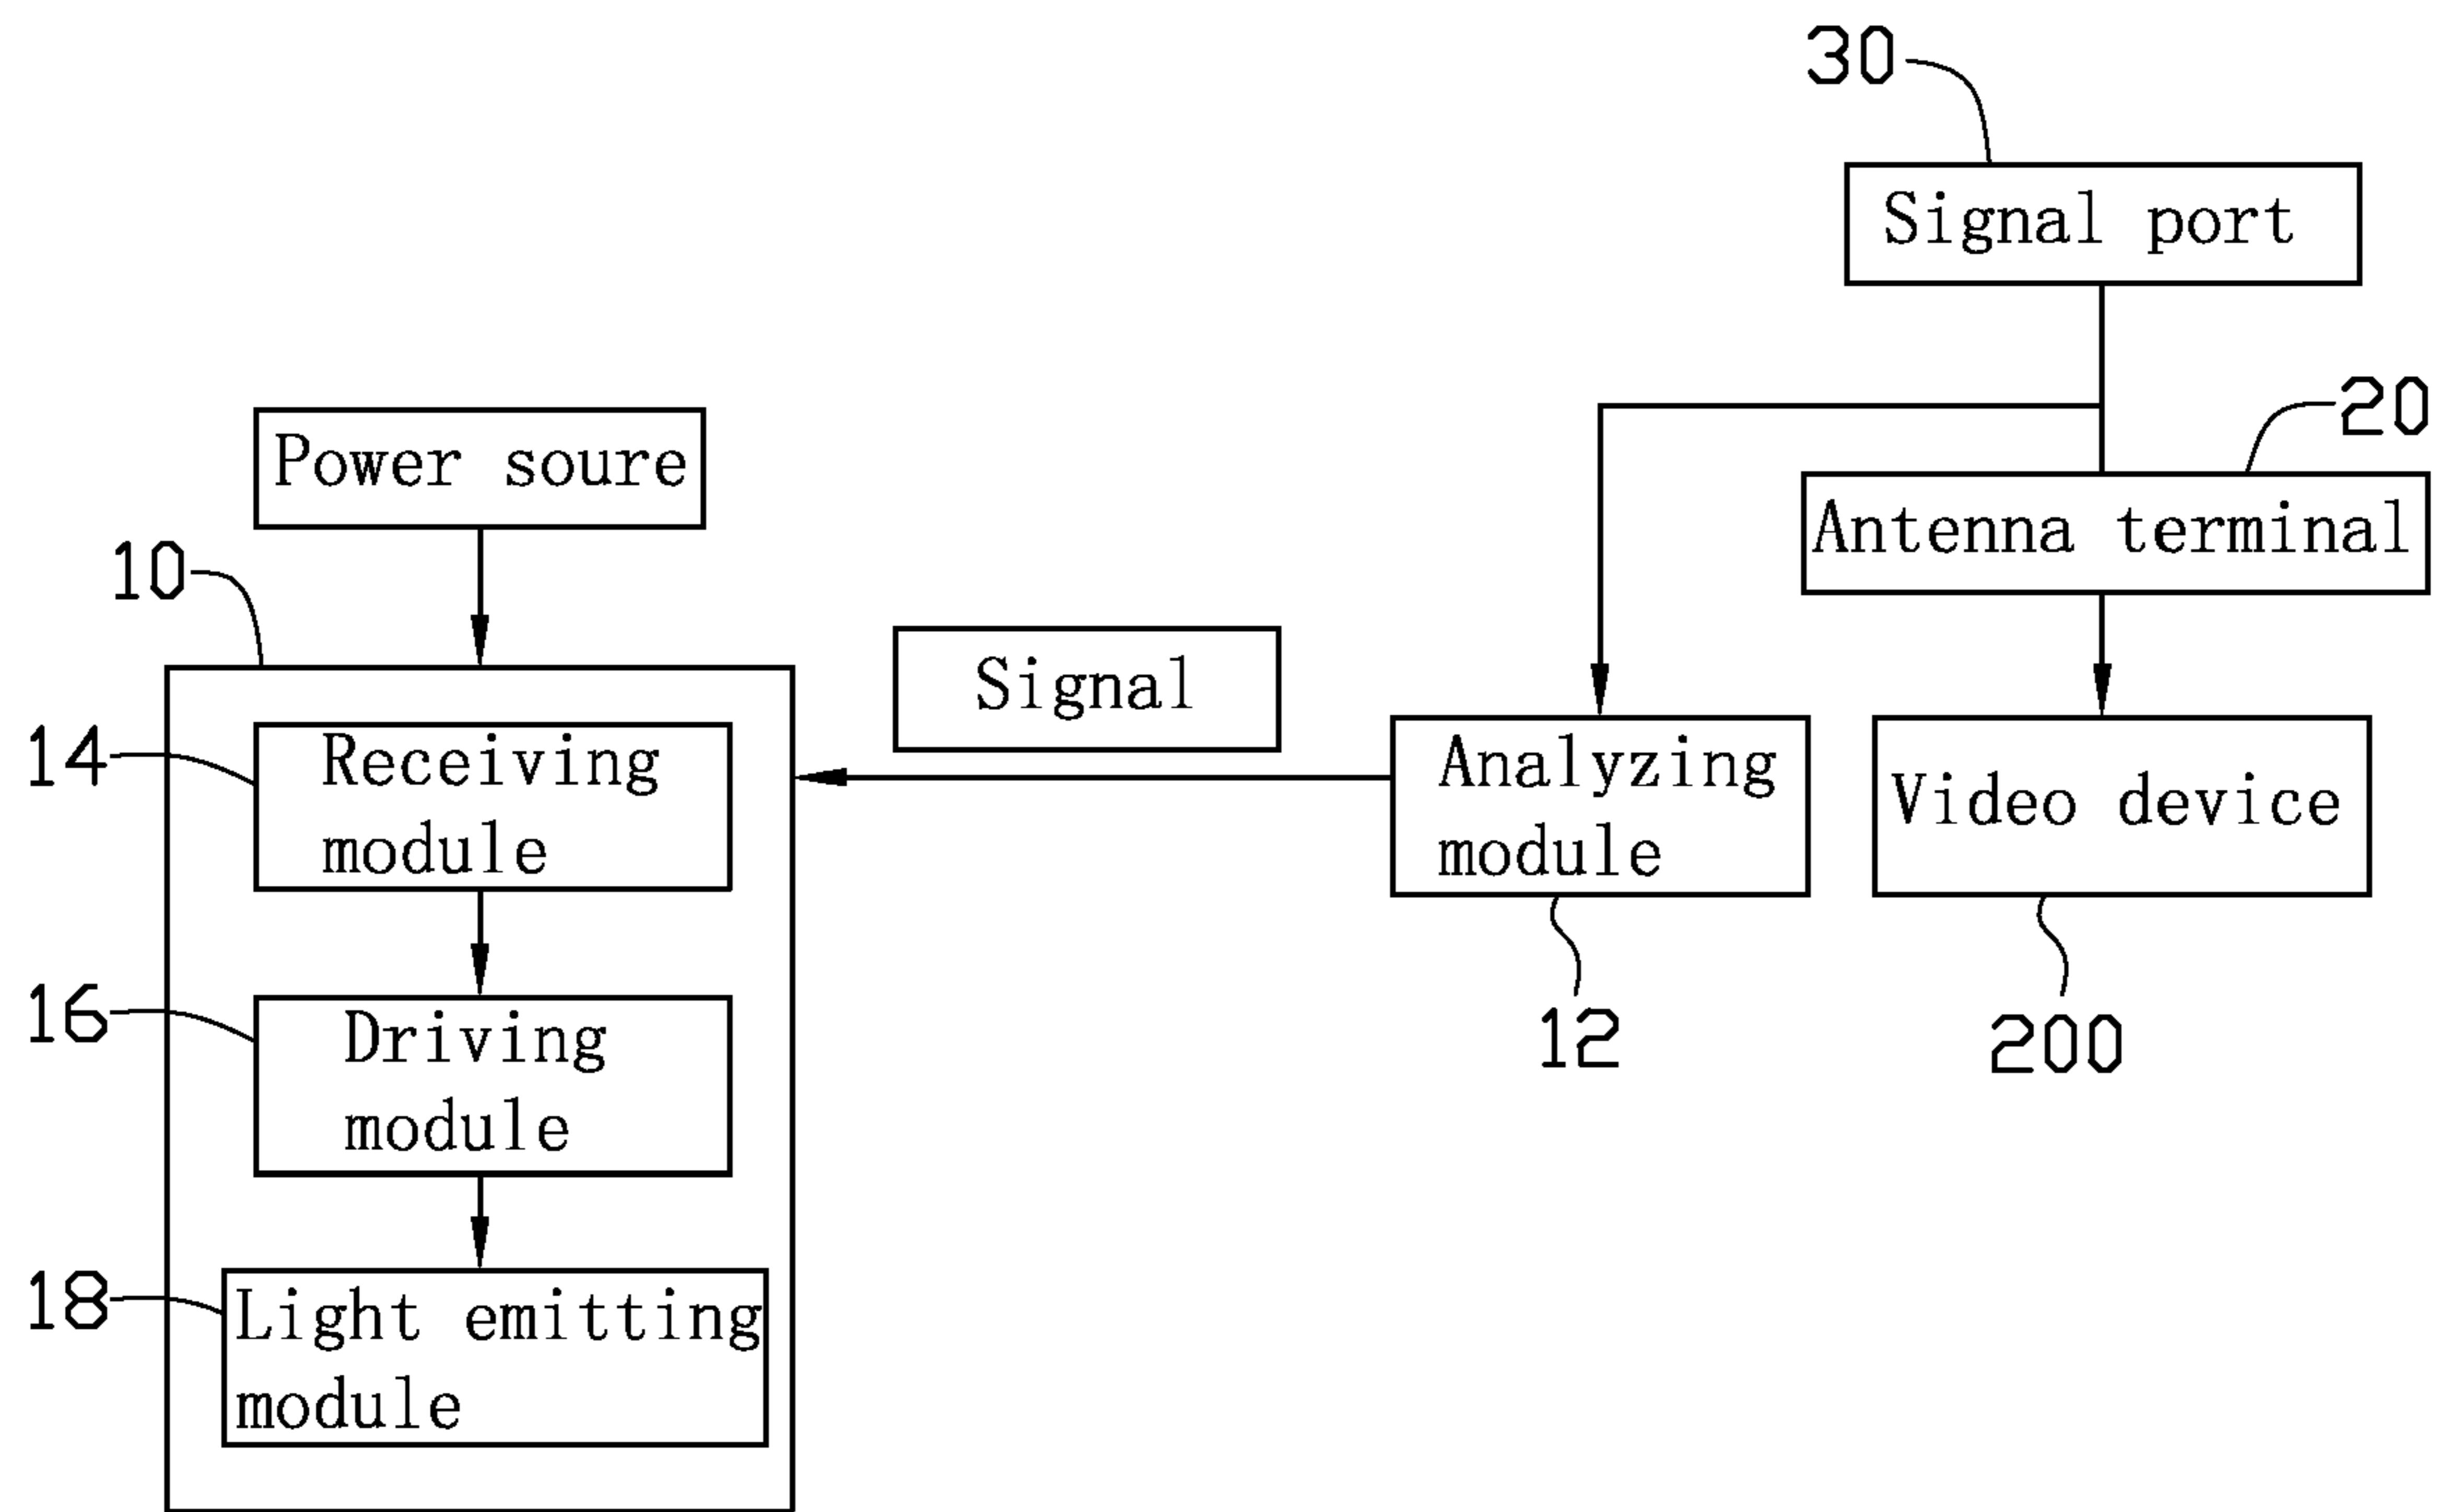 30
Signal port
20
Power soure
Antenna terminal
10
Signal
14
Receiving
module
Analyzing
module
Video device
16
Driving
module
12
200
18
Light emitting
module